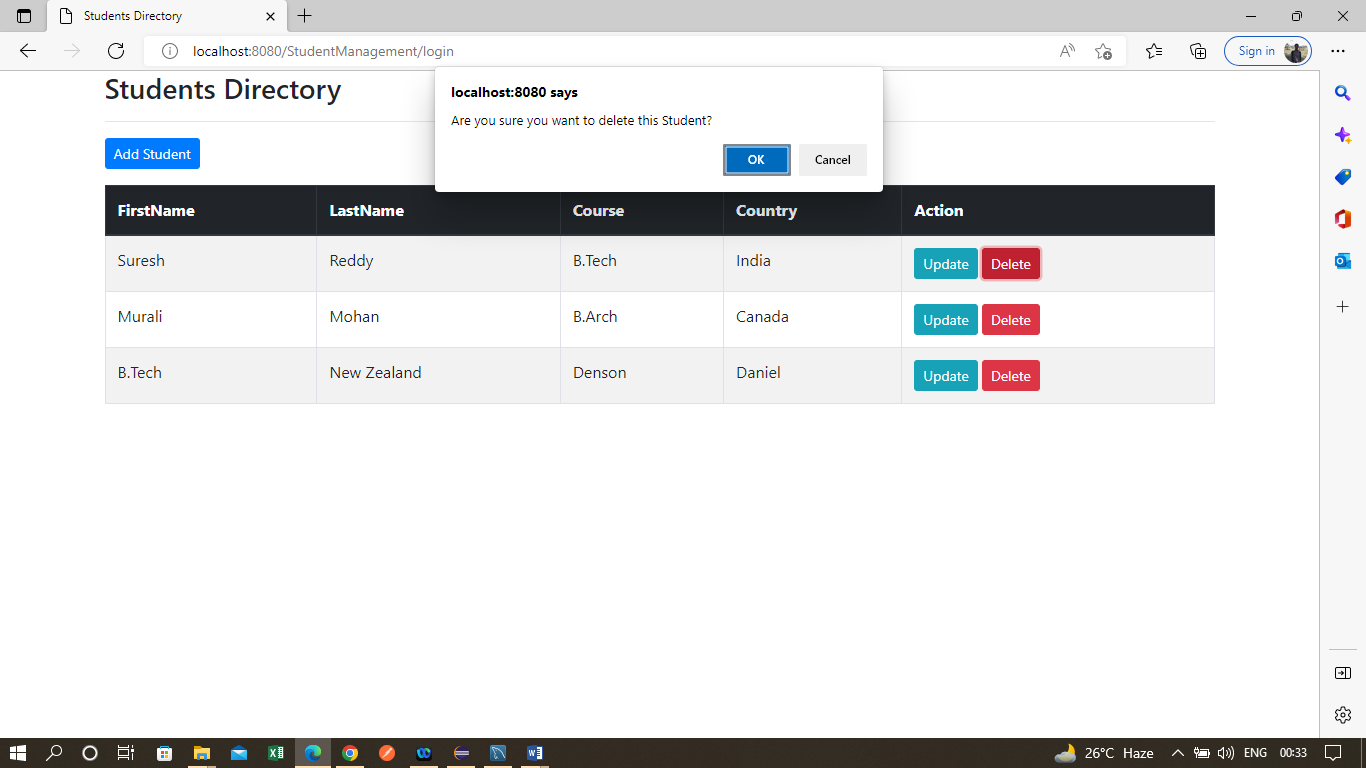 Students Directory
localhost:8080/StudentManagement/login
Sign in
Students Directory
localhost:8080 says
Are you sure you want to delete this Student?
OK Cancel
Add Student
FirstName LastName Course Country Action
Suresh Reddy B.Tech India Update Delete
Murali Mohan B.Arch Canada Update Delete
B.Tech New Zealand Denson Daniel Update Delete
26°C Haze ENG 00:33